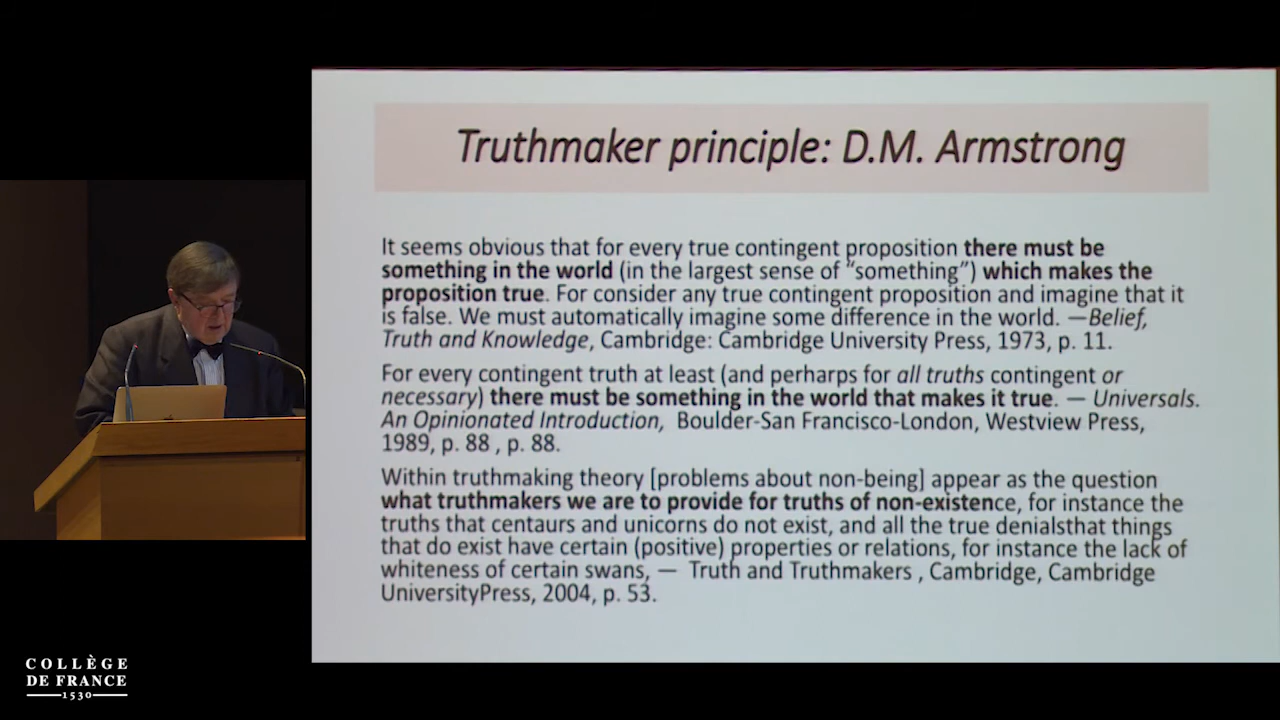 Truthmaker principle: D.M. Armstrong
It seems obvious that for every true contingent proposition there must be
something in the world (in the largest sense of “something”) which makes the
proposition true. For consider any true contingent proposition and imagine that it
is false. We must automatically imagine some difference in the world. —Belief,
Truth and Knowledge, Cambridge: Cambridge University Press, 1973, p. 11.
For every contingent truth at least (and perharps for all truths contingent or
necessary) there must be something in the world that makes it true. — Universals.
An Opinionated Introduction, Boulder-San Francisco-London, Westview Press,
1989, p. 88 , p. 88.
Within truthmaking theory [problems about non-being] appear as the question
what truthmakers we are to provide for truths of non-existence, for instance the
truths that centaurs and unicorns do not exist, and all the true denialsthat things
that do exist have certain (positive) properties or relations, for instance the lack of
whiteness of certain swans, — Truth and Truthmakers , Cambridge, Cambridge
UniversityPress, 2004, p. 53.
COLLÈGE
DE FRANCE
1530